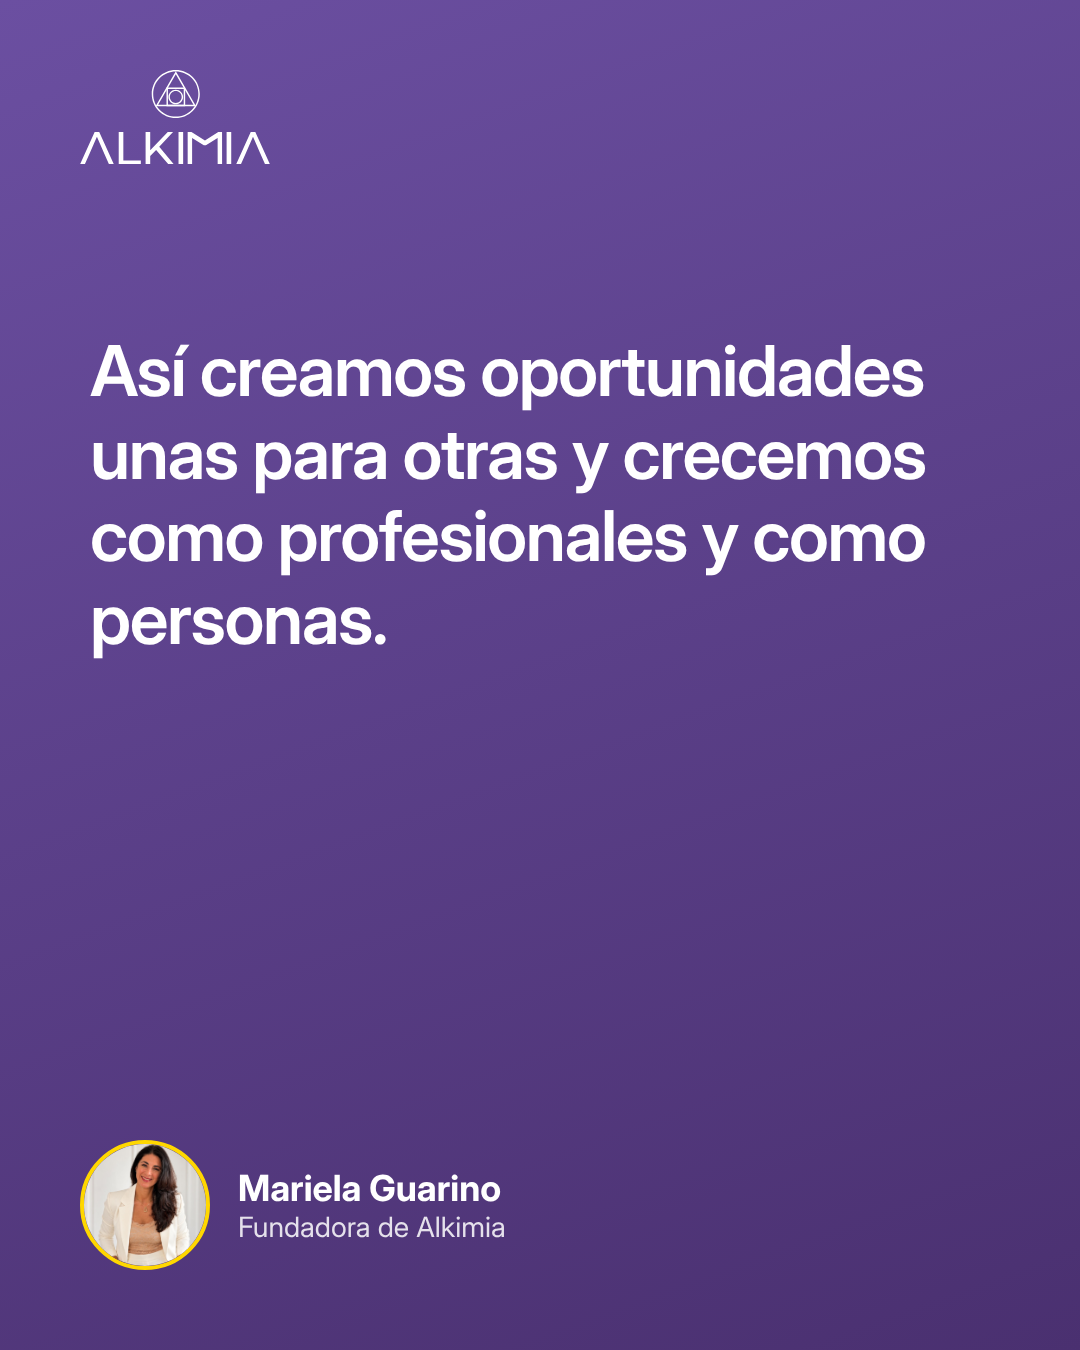 ALKIMIA
Así creamos oportunidades
unas para otras y crecemos
como profesionales y como
personas.
Mariela Guarino
Fundadora de Alkimia